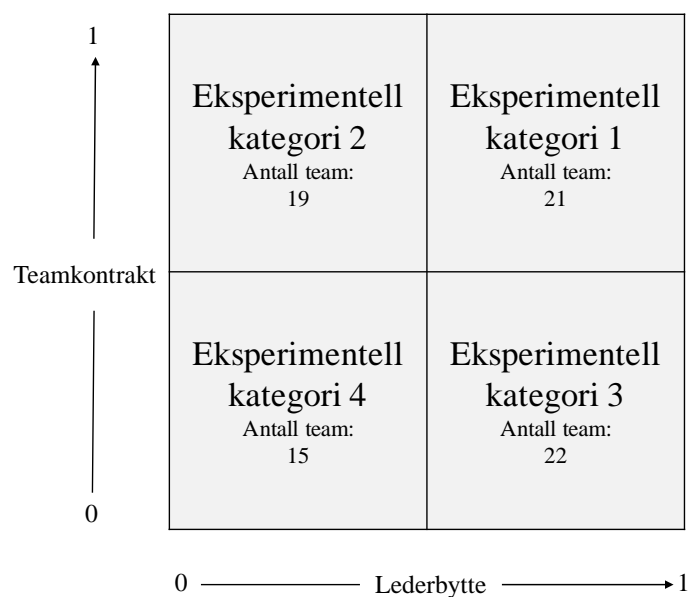 1
Eksperimentell
kategori 2
Antall team:
19
Eksperimentell
kategori 1
Antall team:
21
Teamkontrakt
Eksperimentell
kategori 4
Antall team:
15
Eksperimentell
kategori 3
Antall team:
22
0
0
Lederbytte
1